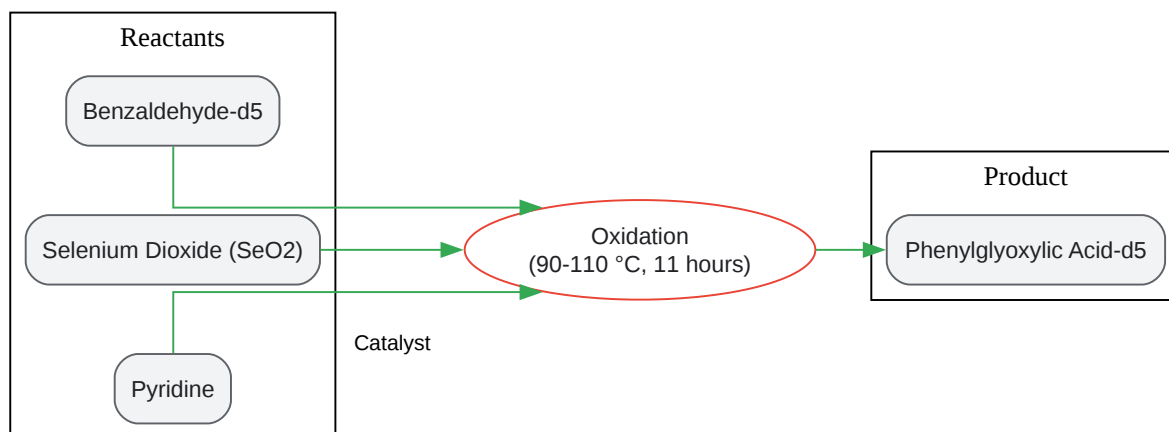 Reactants
Benzaldehyde-d5
Selenium Dioxide (SeO2)
Pyridine
Catalyst
Oxidation
(90-110 °C, 11 hours)
Product
Phenylglyoxylic Acid-d5